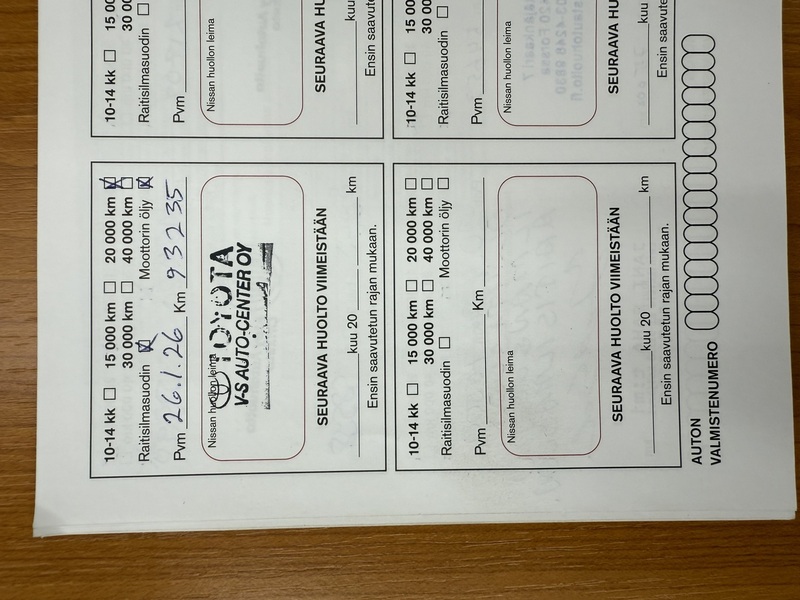 10-14 kk ☐ 15 000 km ☐ 20 000 km ☒
30 000 km ☐ 40 000 km ☐
Raitisilmasuodin ☒ Moottorin öljy ☒
Pvm 26.1.26 Km 93235
Nissan huollon leima
TOYOTA
V-S AUTO-CENTER OY
SEURAAVA HUOLTO VIIMEISTÄÄN
kuu 20 km
Ensin saavutetun rajan mukaan.
10-14 kk ☐ 15 000 km ☐ 20 000 km ☐
30 000 km ☐ 40 000 km ☐
Raitisilmasuodin ☐ Moottorin öljy ☐
Pvm Km
Nissan huollon leima
SEURAAVA HUOLTO VIIMEISTÄÄN
kuu 20 km
Ensin saavutetun rajan mukaan.
10-14 kk ☐
Raitisilmasuodin ☐
Pvm
Nissan huollon leima
SEURAAVA
kuu
Ensin
10-14 kk ☐
Raitisilmasuodin ☐
Pvm
Nissan huollon leima
SEURAAVA
kuu
Ensin
AUTON
VALMISTENUMERO